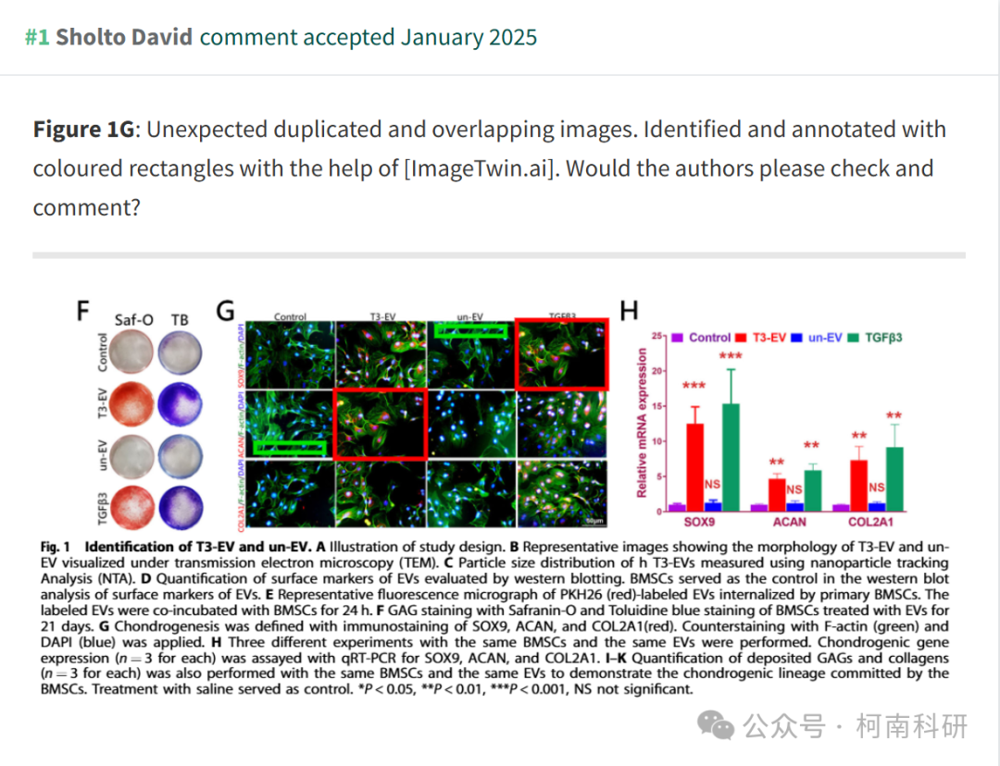 #1 Sholto David comment accepted January 2025
Figure 1G: Unexpected duplicated and overlapping images. Identified and annotated with
coloured rectangles with the help of [ImageTwin.ai]. Would the authors please check and
comment?
F
Saf-O TB
Control
T3-EV
un-EV
TGFβ3
G
Control T3-EV un-EV TGFβ3
SOX9/F-actin/DAPI
ACAN/F-actin/DAPI
COL2A1/F-actin/DAPI
50μm
H
Control T3-EV un-EV TGFβ3
Relative mRNA expression
25
20
15
10
5
0
*** NS ***
** NS **
** NS **
SOX9 ACAN COL2A1
Fig. 1 Identification of T3-EV and un-EV. A Illustration of study design. B Representative images showing the morphology of T3-EV and un-
EV visualized under transmission electron microscopy (TEM). C Particle size distribution of h T3-EVs measured using nanoparticle tracking
Analysis (NTA). D Quantification of surface markers of EVs evaluated by western blotting. BMSCs served as the control in the western blot
analysis of surface markers of EVs. E Representative fluorescence micrograph of PKH26 (red)-labeled EVs internalized by primary BMSCs. The
labeled EVs were co-incubated with BMSCs for 24 h. F GAG staining with Safranin-O and Toluidine blue staining of BMSCs treated with EVs for
21 days. G Chondrogenesis was defined with immunostaining of SOX9, ACAN, and COL2A1(red). Counterstaining with F-actin (green) and
DAPI (blue) was applied. H Three different experiments with the same BMSCs and the same EVs were performed. Chondrogenic gene
expression (n = 3 for each) was assayed with qRT-PCR for SOX9, ACAN, and COL2A1. I–K Quantification of deposited GAGs and collagens
(n = 3 for each) was also performed with the same BMSCs and the same EVs to demonstrate the chondrogenic lineage committed by the
BMSCs. Treatment with saline served as control. *P < 0.05, **P < 0.01, ***P < 0.001, NS not significant.
公众号 · 柯南科研